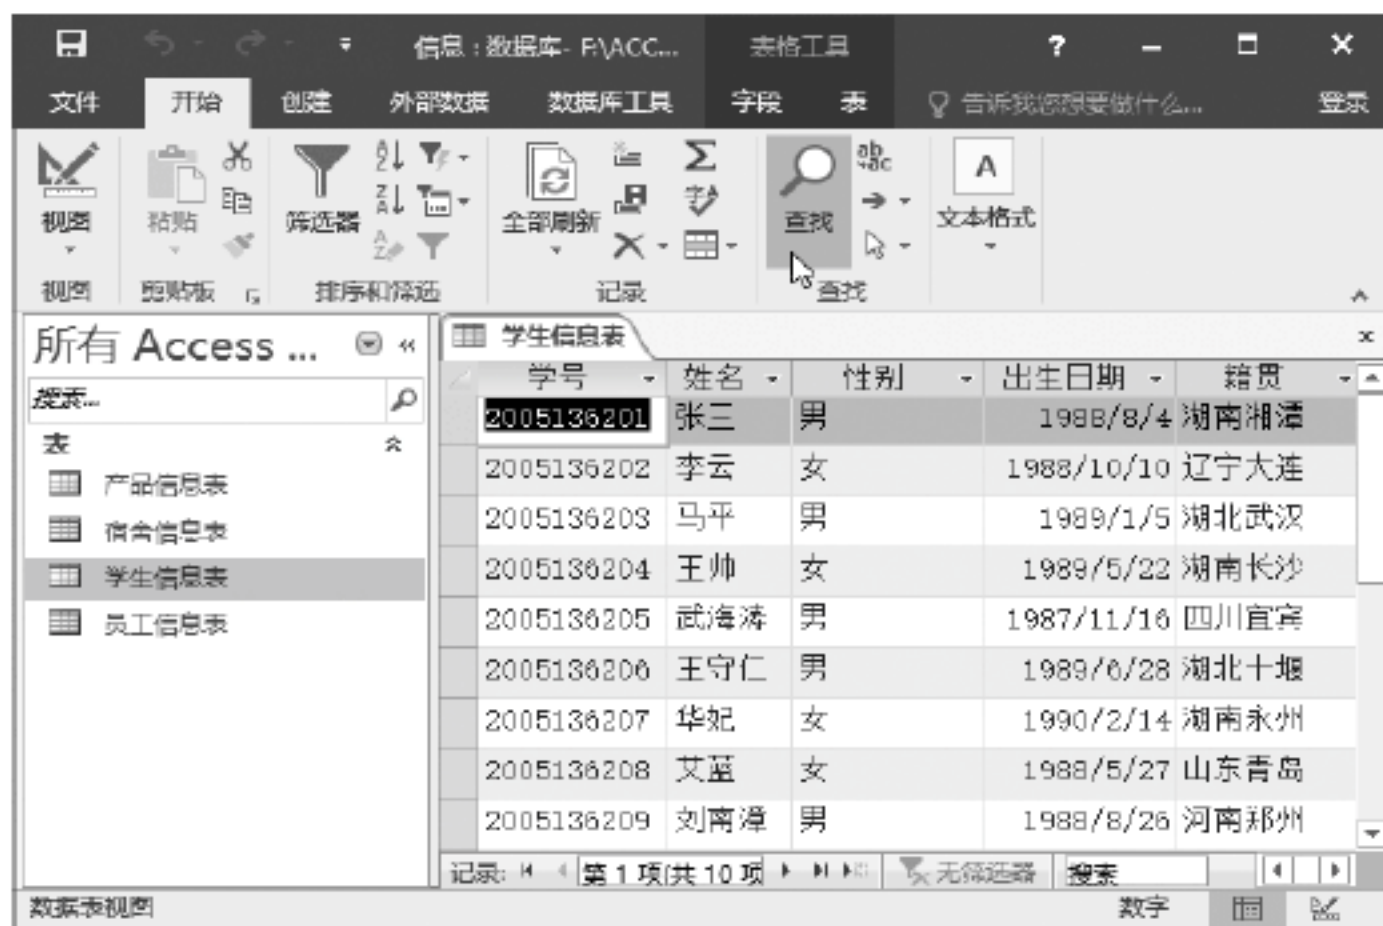 信息 : 数据库- F:\ACC... 表格工具 ?
文件 开始 创建 外部数据 数据库工具 字段 表 告诉我您想要做什么... 登录
视图 粘贴 筛选器 全部刷新 查找 文本格式
视图 剪贴板 排序和筛选 记录 查找
所有 Access ...
搜索...
表
产品信息表
宿舍信息表
学生信息表
员工信息表
学生信息表
学号 姓名 性别 出生日期 籍贯
2005136201 张三 男 1988/8/4 湖南湘潭
2005136202 李云 女 1988/10/10 辽宁大连
2005136203 马平 男 1989/1/5 湖北武汉
2005136204 王帅 女 1989/5/22 湖南长沙
2005136205 武海涛 男 1987/11/16 四川宜宾
2005136206 王守仁 男 1989/6/28 湖北十堰
2005136207 华妃 女 1990/2/14 湖南永州
2005136208 艾蓝 女 1988/5/27 山东青岛
2005136209 刘南漳 男 1988/8/26 河南郑州
记录: 第 1 项(共 10 项 无筛选器 搜索
数据表视图 数字